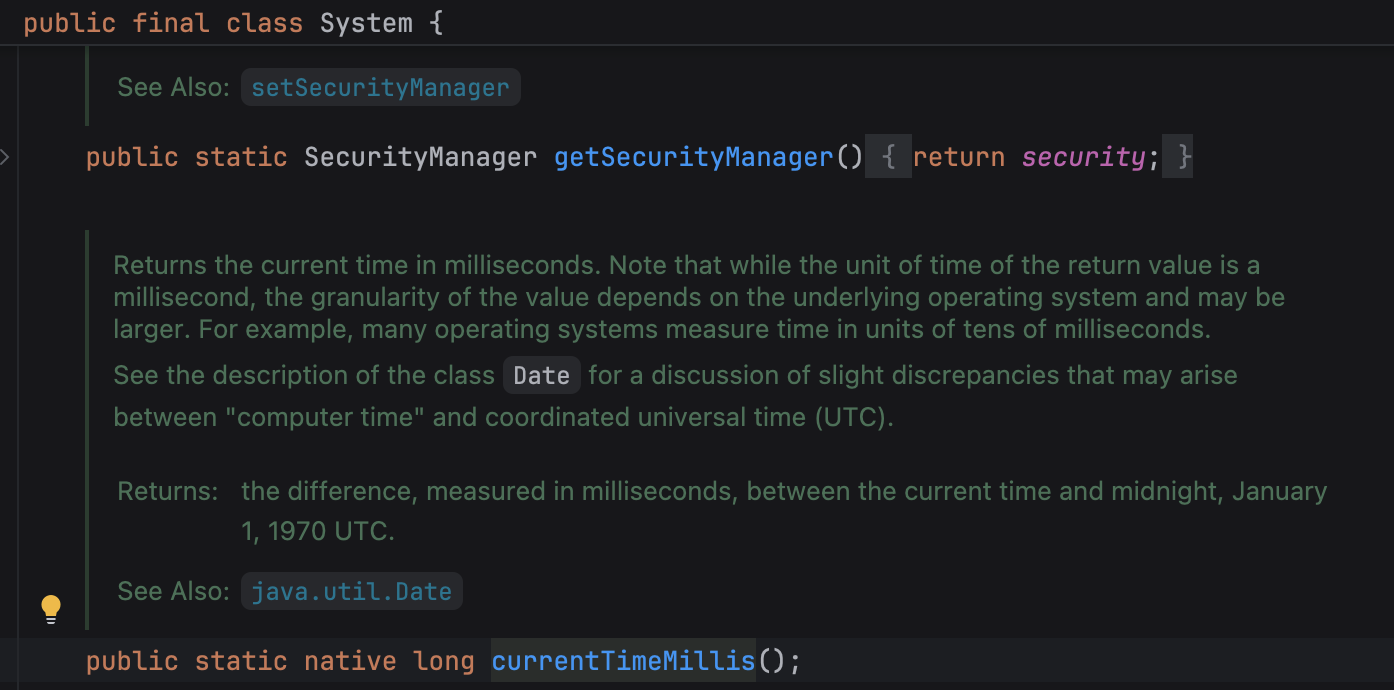 public final class System {
See Also: setSecurityManager
public static SecurityManager getSecurityManager() { return security; }
Returns the current time in milliseconds. Note that while the unit of time of the return value is a
millisecond, the granularity of the value depends on the underlying operating system and may be
larger. For example, many operating systems measure time in units of tens of milliseconds.
See the description of the class Date for a discussion of slight discrepancies that may arise
between "computer time" and coordinated universal time (UTC).
Returns: the difference, measured in milliseconds, between the current time and midnight, January
1, 1970 UTC.
See Also: java.util.Date
public static native long currentTimeMillis();